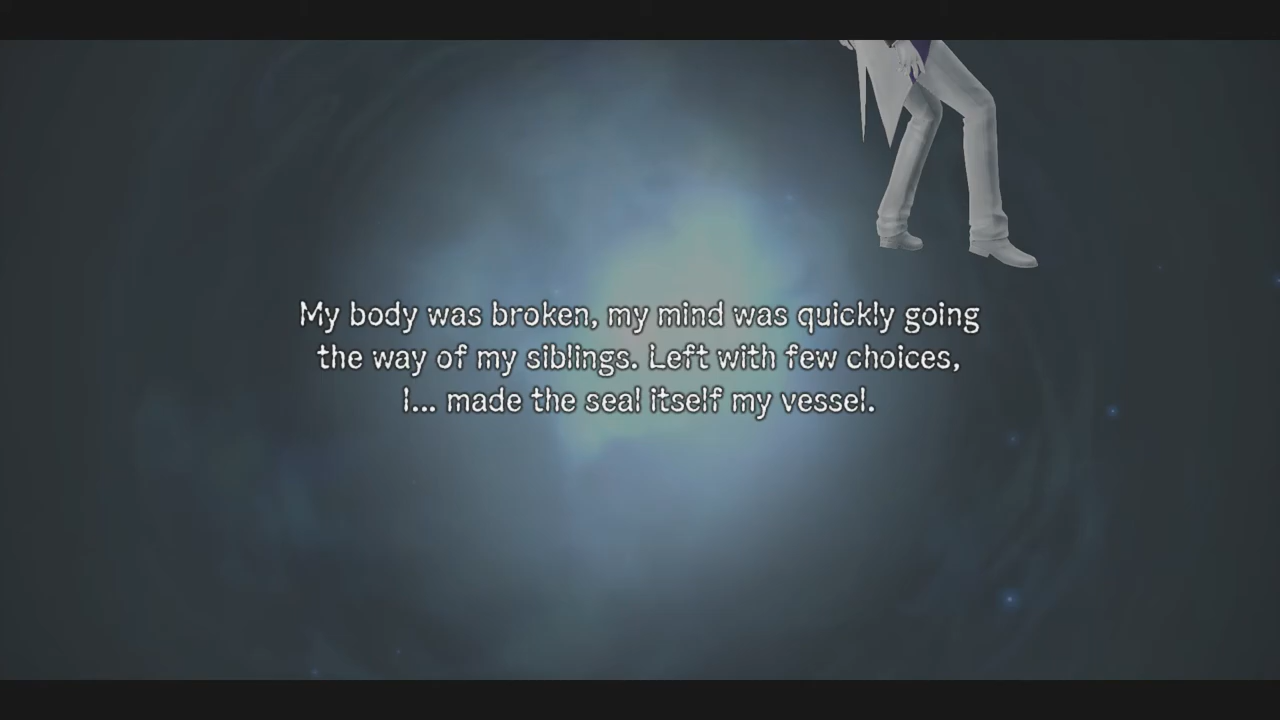 My body was broken, my mind was quickly going
the way of my siblings. Left with few choices,
I... made the seal itself my vessel.